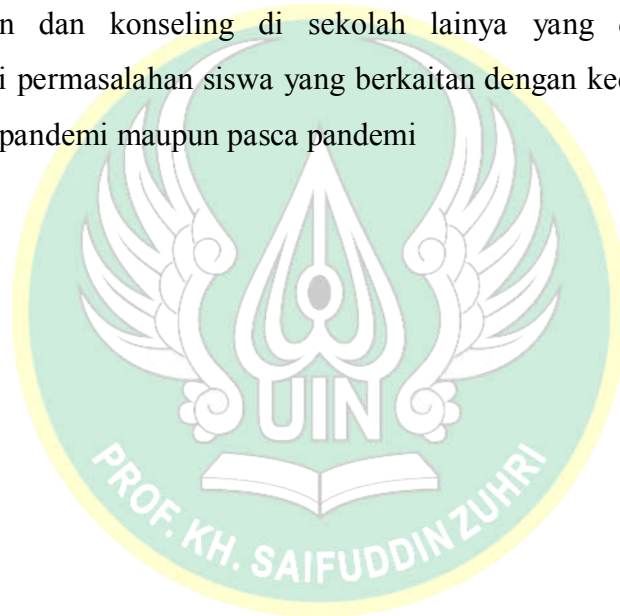 n dan konseling di sekolah lainya yang
i permasalahan siswa yang berkaitan dengan
pandemi maupun pasca pandemi
UIN
PROF. KH. SAIFUDDIN ZUHRI